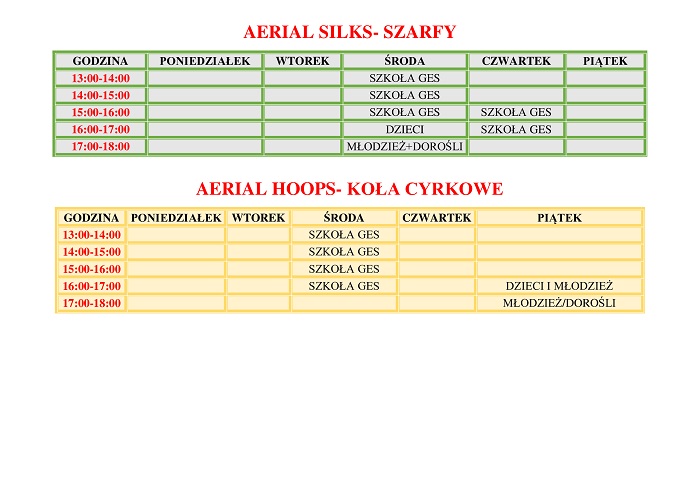 AERIAL SILKS- SZARFY
GODZINA PONIEDZIAŁEK WTOREK ŚRODA CZWARTEK PIĄTEK
13:00-14:00 SZKOŁA GES
14:00-15:00 SZKOŁA GES
15:00-16:00 SZKOŁA GES SZKOŁA GES
16:00-17:00 DZIECI SZKOŁA GES
17:00-18:00 MŁODZIEŻ+DOROŚLI
AERIAL HOOPS- KOŁA CYRKOWE
GODZINA PONIEDZIAŁEK WTOREK ŚRODA CZWARTEK PIĄTEK
13:00-14:00 SZKOŁA GES
14:00-15:00 SZKOŁA GES
15:00-16:00 SZKOŁA GES
16:00-17:00 SZKOŁA GES DZIECI I MŁODZIEŻ
17:00-18:00 MŁODZIEŻ/DOROŚLI